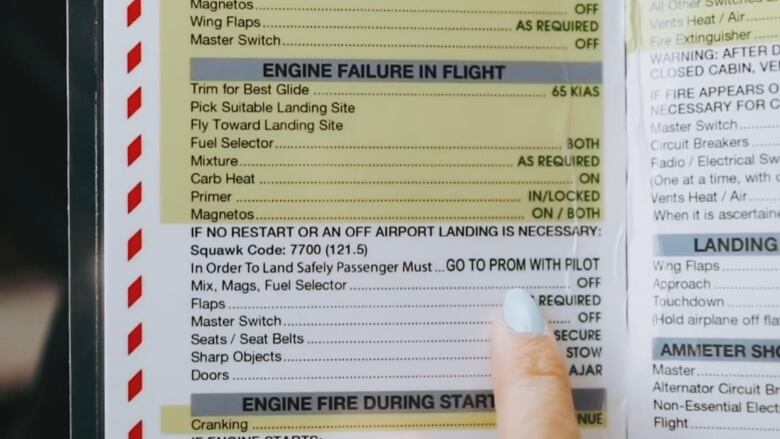 Magnetos OFF
Wing Flaps AS REQUIRED
Master Switch OFF
ENGINE FAILURE IN FLIGHT
Trim for Best Glide 65 KIAS
Pick Suitable Landing Site
Fly Toward Landing Site
Fuel Selector BOTH
Mixture AS REQUIRED
Carb Heat ON
Primer IN/LOCKED
Magnetos ON / BOTH
IF NO RESTART OR AN OFF AIRPORT LANDING IS NECESSARY:
Squawk Code: 7700 (121.5)
In Order To Land Safely Passenger Must ... GO TO PROM WITH PILOT
Mix, Mags, Fuel Selector OFF
Flaps REQUIRED
Master Switch OFF
Seats / Seat Belts SECURE
Sharp Objects STOW
Doors AJAR
ENGINE FIRE DURING START
Cranking
IF ENGINE STARTS:
All Other Switches
Vents Heat / Air
Fire Extinguisher
WARNING: AFTER D
CLOSED CABIN, VE
IF FIRE APPEARS O
NECESSARY FOR C
Master Switch
Circuit Breakers
Radio / Electrical Sw
(One at a time, with
Vents Heat / Air
When it is ascertaine
LANDING
Wing Flaps
Approach
Touchdown
(Hold airplane off fla
AMMETER SHO
Master
Alternator Circuit Br
Non-Essential Elect
Flight